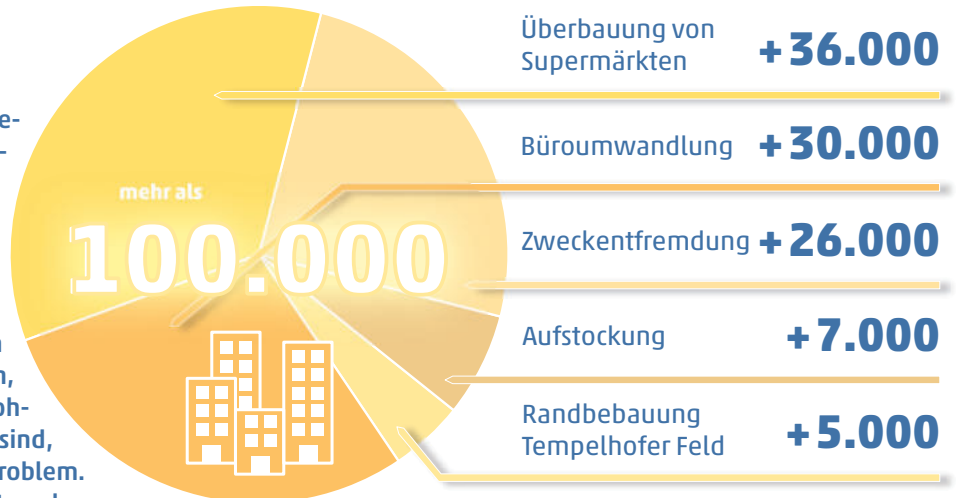 e-
-
n,
oh-
sind,
roblem.
mehr als
100.000
Überbauung von
Supermärkten
+36.000
Büroumwandlung
+30.000
Zweckentfremdung
+26.000
Aufstockung
+7.000
Randbebauung
Tempelhofer Feld
+5.000